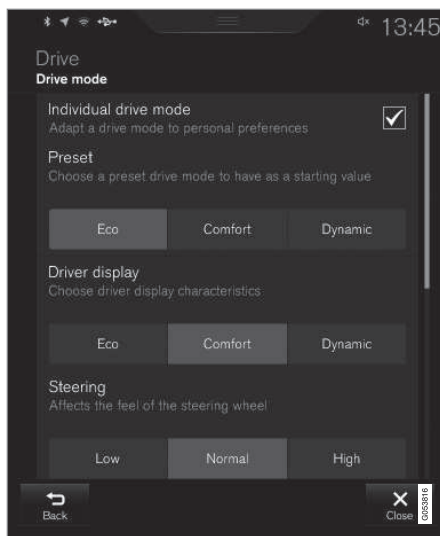 13:45
Drive
Drive mode
Individual drive mode
Adapt a drive mode to personal preferences
Preset
Choose a preset drive mode to have as a starting value
Eco Comfort Dynamic
Driver display
Choose driver display characteristics
Eco Comfort Dynamic
Steering
Affects the feel of the steering wheel
Low Normal High
Back Close
G053816